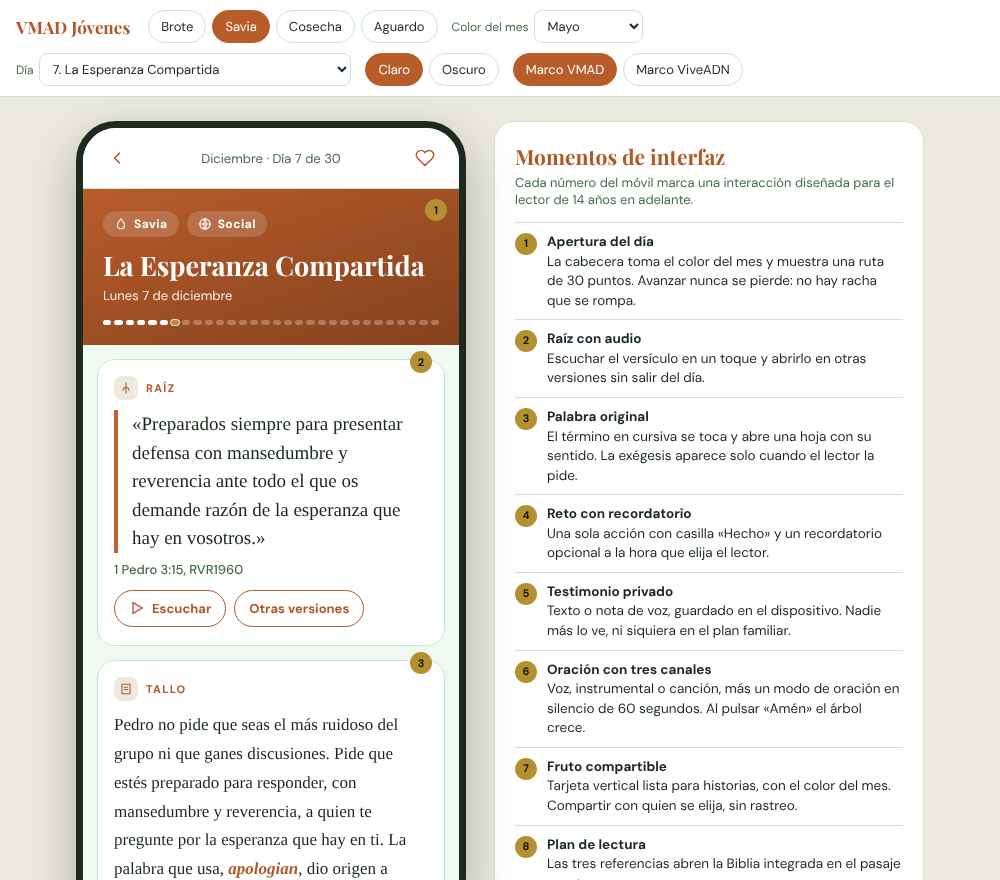 VMAD Jóvenes
Brote
Savia
Cosecha
Aguardo
Color del mes
Mayo
Día
7. La Esperanza Compartida
Claro
Oscuro
Marco VMAD
Marco ViveADN
Diciembre · Día 7 de 30
1
Savia
Social
La Esperanza Compartida
Lunes 7 de diciembre
2
RAÍZ
«Preparados siempre para presentar
defensa con mansedumbre y
reverencia ante todo el que os
demande razón de la esperanza que
hay en vosotros.»
1 Pedro 3:15, RVR1960
Escuchar
Otras versiones
3
TALLO
Pedro no pide que seas el más ruidoso del
grupo ni que ganes discusiones. Pide que
estés preparado para responder, con
mansedumbre y reverencia, a quien te
pregunte por la esperanza que hay en ti. La
palabra que usa, apologian, dio origen a
Momentos de interfaz
Cada número del móvil marca una interacción diseñada para el
lector de 14 años en adelante.
1
Apertura del día
La cabecera toma el color del mes y muestra una ruta
de 30 puntos. Avanzar nunca se pierde: no hay racha
que se rompa.
2
Raíz con audio
Escuchar el versículo en un toque y abrirlo en otras
versiones sin salir del día.
3
Palabra original
El término en cursiva se toca y abre una hoja con su
sentido. La exégesis aparece solo cuando el lector la
pide.
4
Reto con recordatorio
Una sola acción con casilla «Hecho» y un recordatorio
opcional a la hora que elija el lector.
5
Testimonio privado
Texto o nota de voz, guardado en el dispositivo. Nadie
más lo ve, ni siquiera en el plan familiar.
6
Oración con tres canales
Voz, instrumental o canción, más un modo de oración en
silencio de 60 segundos. Al pulsar «Amén» el árbol
crece.
7
Fruto compartible
Tarjeta vertical lista para historias, con el color del mes.
Compartir con quien se elija, sin rastreo.
8
Plan de lectura
Las tres referencias abren la Biblia integrada en el pasaje